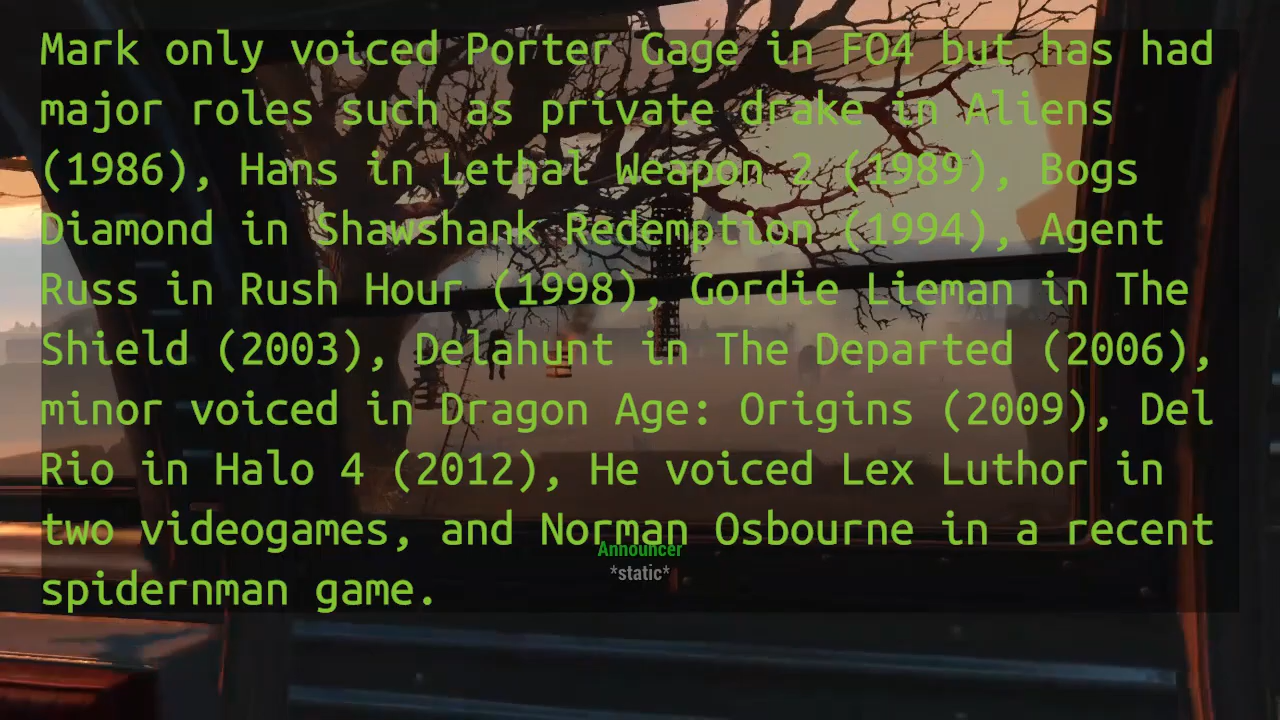 Mark only voiced Porter Gage in FO4 but has had
major roles such as private drake in Aliens
(1986), Hans in Lethal Weapon 2 (1989), Bogs
Diamond in Shawshank Redemption (1994), Agent
Russ in Rush Hour (1998), Gordie Lieman in The
Shield (2003), Delahunt in The Departed (2006),
minor voiced in Dragon Age: Origins (2009), Del
Rio in Halo 4 (2012), He voiced Lex Luthor in
two videogames, and Norman Osbourne in a recent
Announcer
*static*
spidernman game.